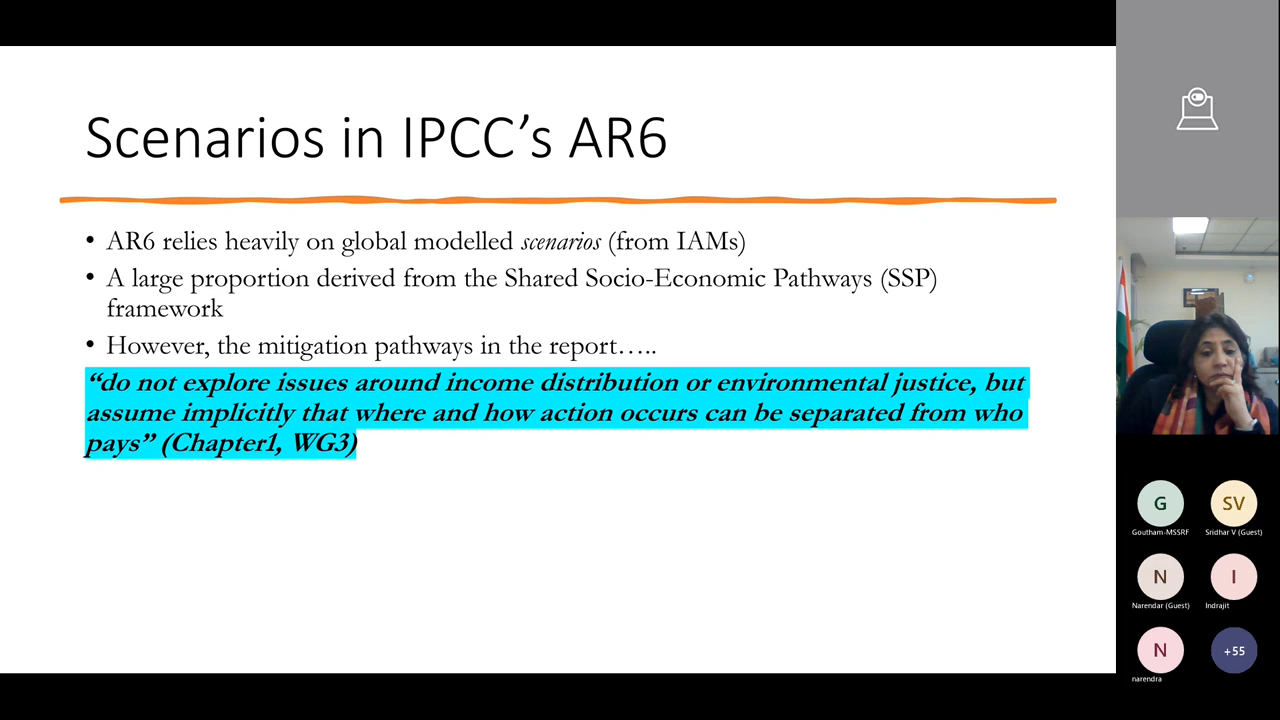 Scenarios in IPCC’s AR6
• AR6 relies heavily on global modelled scenarios (from IAMs)
• A large proportion derived from the Shared Socio-Economic Pathways (SSP)
framework
• However, the mitigation pathways in the report.....
“do not explore issues around income distribution or environmental justice, but
assume implicitly that where and how action occurs can be separated from who
pays” (Chapter1, WG3)
G
SV
Goutham-MSSRF
Sridhar V (Guest)
N
I
Narendar (Guest)
Indrajit
N
+55
narendra